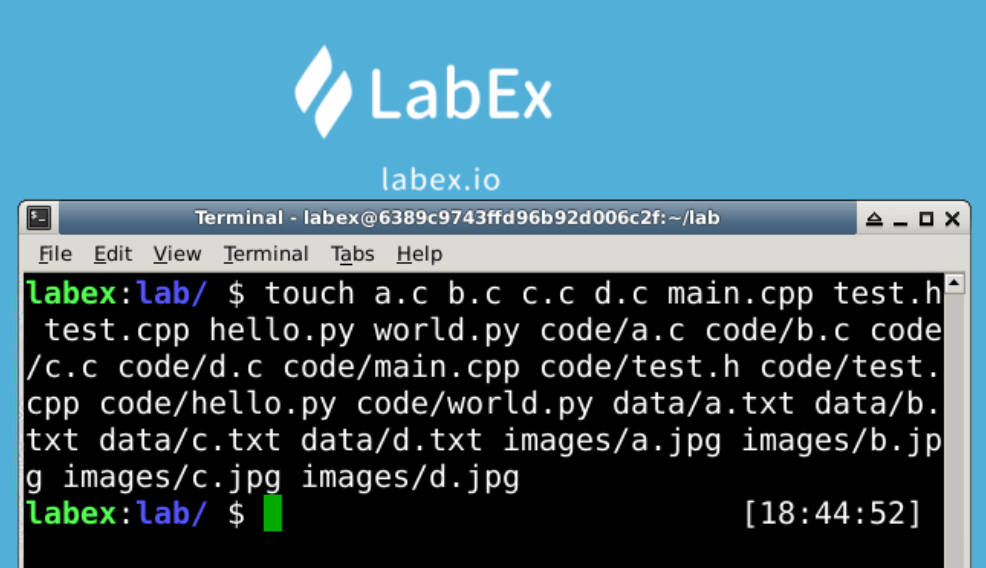 LabEx
labex.io
Terminal - labex@6389c9743ffd96b92d006c2f:~/lab
File Edit View Terminal Tabs Help
labex:lab/ $ touch a.c b.c c.c d.c main.cpp test.h
test.cpp hello.py world.py code/a.c code/b.c code
/c.c code/d.c code/main.cpp code/test.h code/test.
cpp code/hello.py code/world.py data/a.txt data/b.
txt data/c.txt data/d.txt images/a.jpg images/b.jp
g images/c.jpg images/d.jpg
labex:lab/ $ [18:44:52]